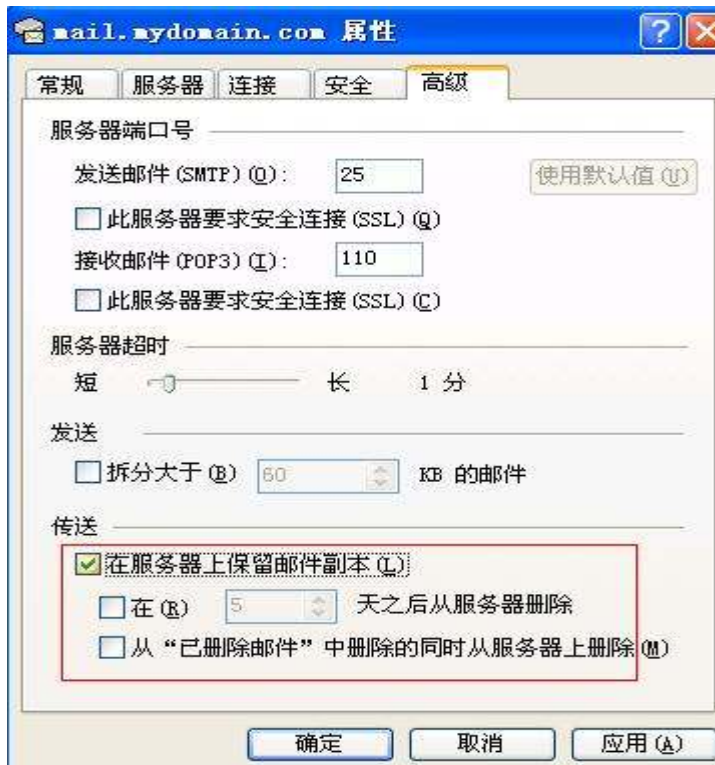 mail.mydomain.com 属性
常规 服务器 连接 安全 高级
服务器端口号
发送邮件(SMTP)(O): 25 使用默认值(U)
此服务器要求安全连接(SSL)(Q)
接收邮件(POP3)(I): 110
此服务器要求安全连接(SSL)(C)
服务器超时
短 长 1 分
发送
拆分大于(B) 60 KB 的邮件
传送
在服务器上保留邮件副本(L)
在(R) 5 天之后从服务器删除
从“已删除邮件”中删除的同时从服务器上删除(M)
确定 取消 应用(A)